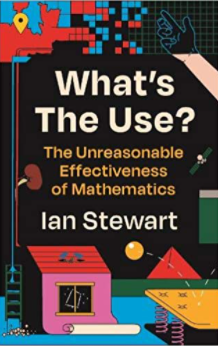 What's
The Use?
The Unreasonable
Effectiveness
of Mathematics
Ian Stewart